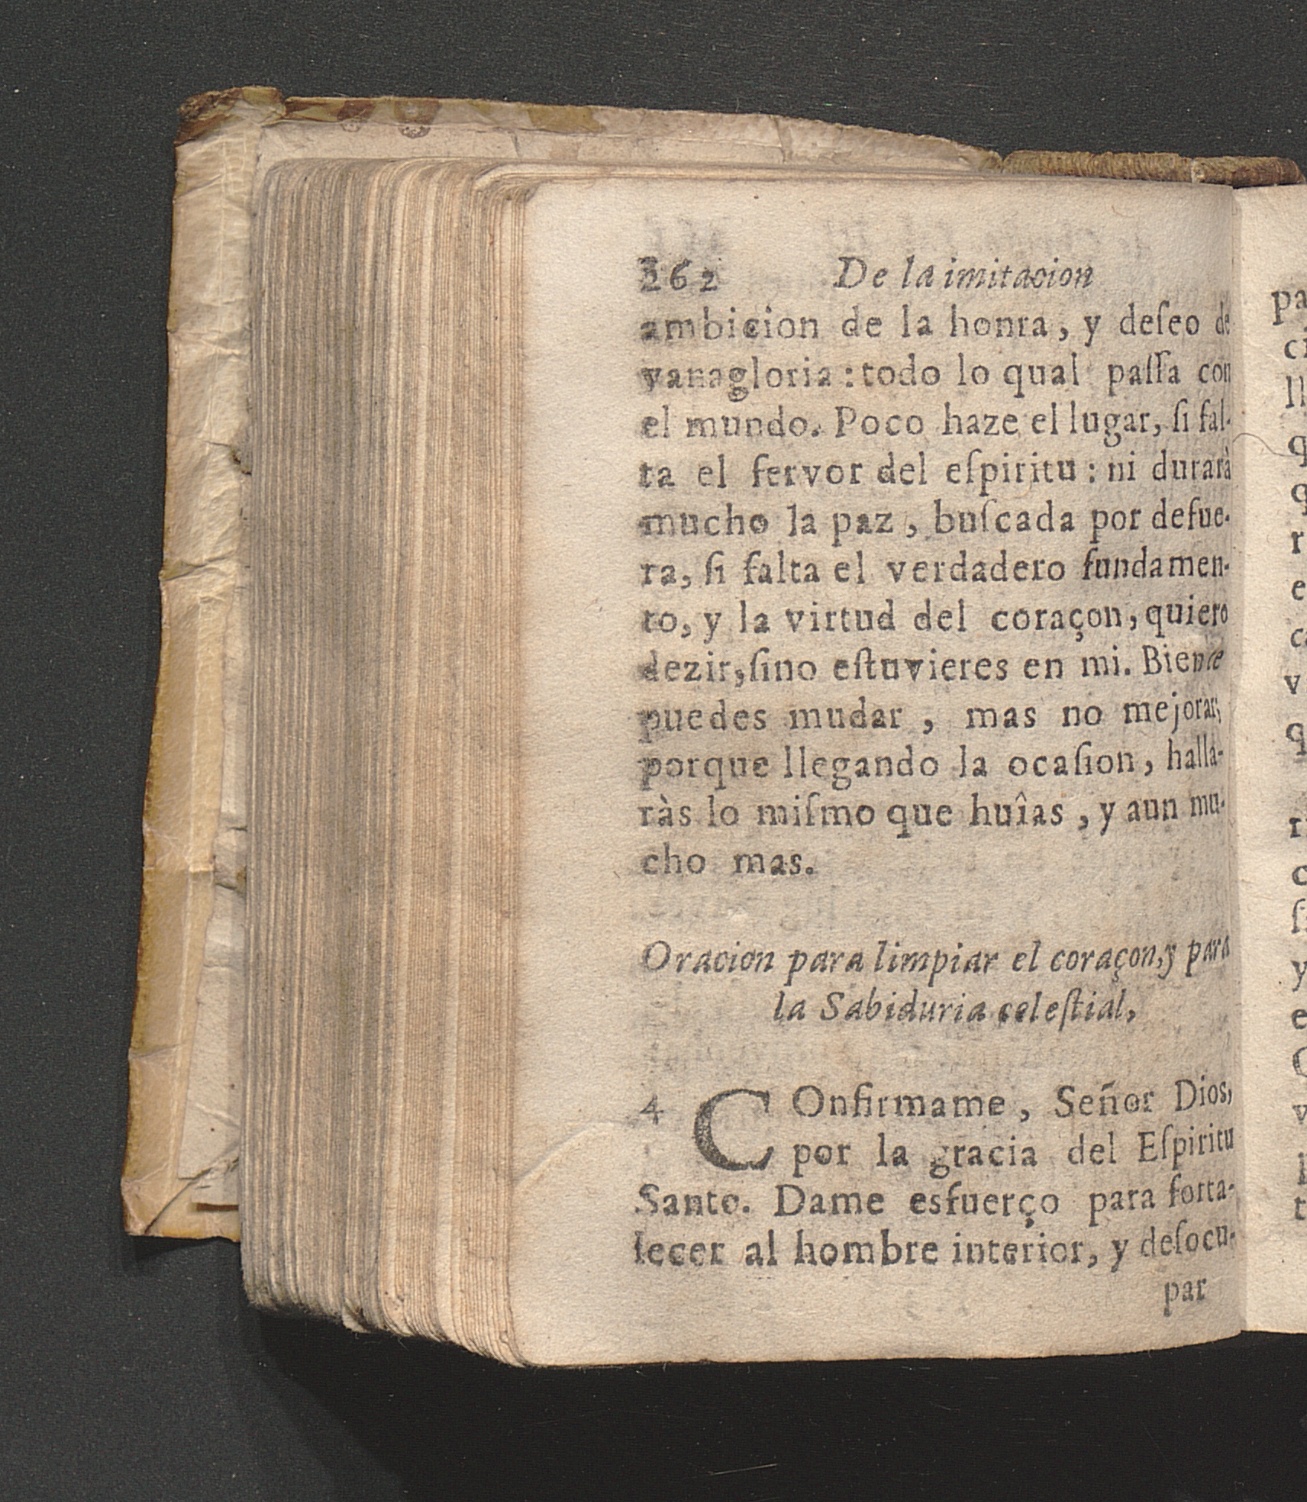 262 De la imitacion
ambicion de la honra, y deſeo de
vanagloria: todo lo qual paſſa con
el mundo. Poco haze el lugar, ſi fal-
ta el fervor del eſpiritu: ni durarà
mucho la paz, buſcada por defue-
ra, ſi falta el verdadero fundamen-
to, y la virtud del coraçon, quiero
dezir, ſino eſtuvieres en mi. Bien te
puedes mudar, mas no mejorar,
porque llegando la ocaſion, halla-
ràs lo miſmo que huîas, y aun mu-
cho mas.
Oracion para limpiar el coraçon, y para
la Sabiduria celeſtial,
4 COnfirmame, Señor Dios,
por la gracia del Eſpiritu
Santo. Dame esfuerço para forta-
lecer al hombre interior, y deſocu-
par